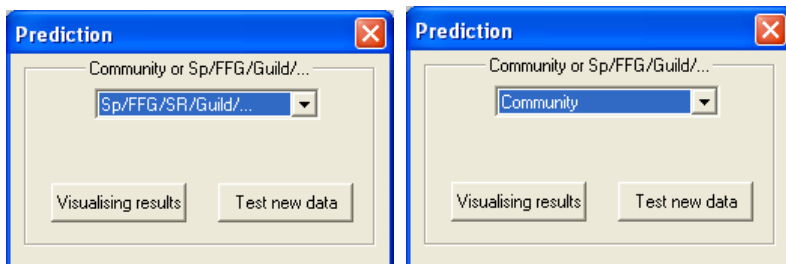 Prediction
Community or Sp/FFG/Guild/...
Sp/FFG/SR/Guild/...
Visualising results
Test new data
Prediction
Community or Sp/FFG/Guild/...
Community
Visualising results
Test new data